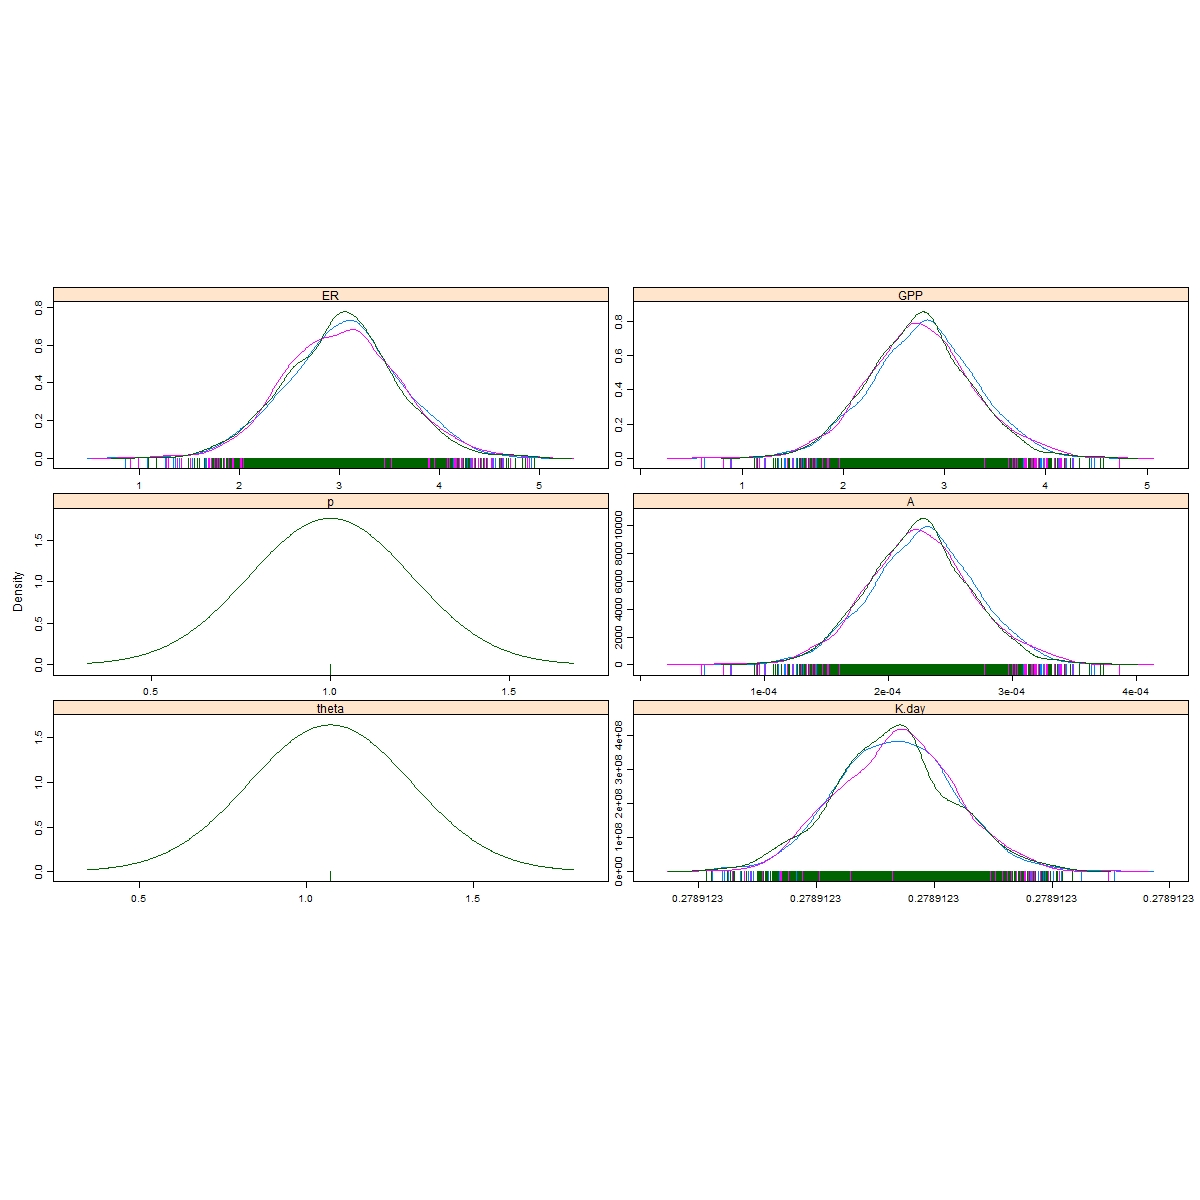 ER
0.0 0.2 0.4 0.6 0.8
1 2 3 4 5
GPP
0.0 0.2 0.4 0.6 0.8
1 2 3 4 5
Density
p
0.0 0.5 1.0 1.5
0.5 1.0 1.5
A
0 2000 4000 6000 8000 10000
1e-04 2e-04 3e-04 4e-04
theta
0.0 0.5 1.0 1.5
0.5 1.0 1.5
K.day
0e+00 1e+08 2e+08 3e+08 4e+08
0.2789123 0.2789123 0.2789123 0.2789123 0.2789123